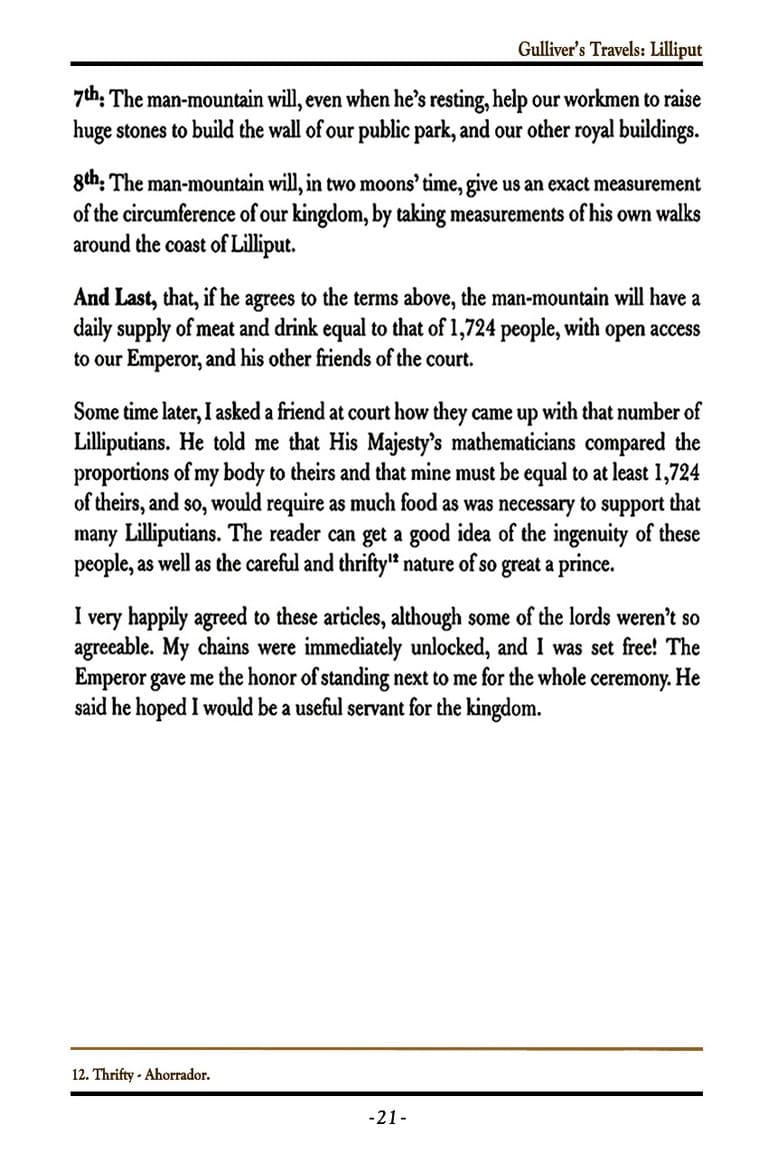 Gulliver's Travels: Lilliput
7th: The man-mountain will, even when he's resting, help our workmen to raise
huge stones to build the wall of our public park, and our other royal buildings.
8th: The man-mountain will, in two moons' time, give us an exact measurement
of the circumference of our kingdom, by taking measurements of his own walks
around the coast of Lilliput.
And Last, that, if he agrees to the terms above, the man-mountain will have a
daily supply of meat and drink equal to that of 1,724 people, with open access
to our Emperor, and his other friends of the court.
Some time later, I asked a friend at court how they came up with that number of
Lilliputians. He told me that His Majesty's mathematicians compared the
proportions of my body to theirs and that mine must be equal to at least 1,724
of theirs, and so, would require as much food as was necessary to support that
many Lilliputians. The reader can get a good idea of the ingenuity of these
people, as well as the careful and thrifty¹² nature of so great a prince.
I very happily agreed to these articles, although some of the lords weren't so
agreeable. My chains were immediately unlocked, and I was set free! The
Emperor gave me the honor of standing next to me for the whole ceremony. He
said he hoped I would be a useful servant for the kingdom.
12. Thrifty - Ahorrador.
-21-